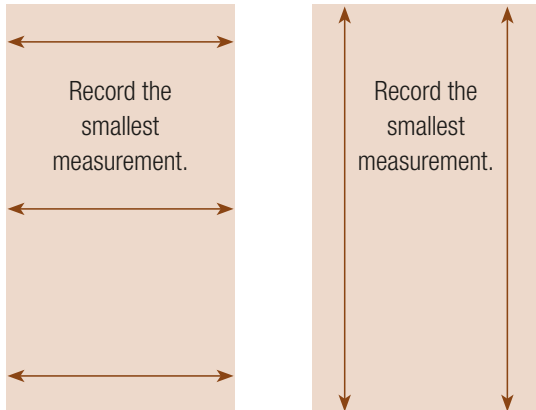 Record the
smallest
measurement.
Record the
smallest
measurement.